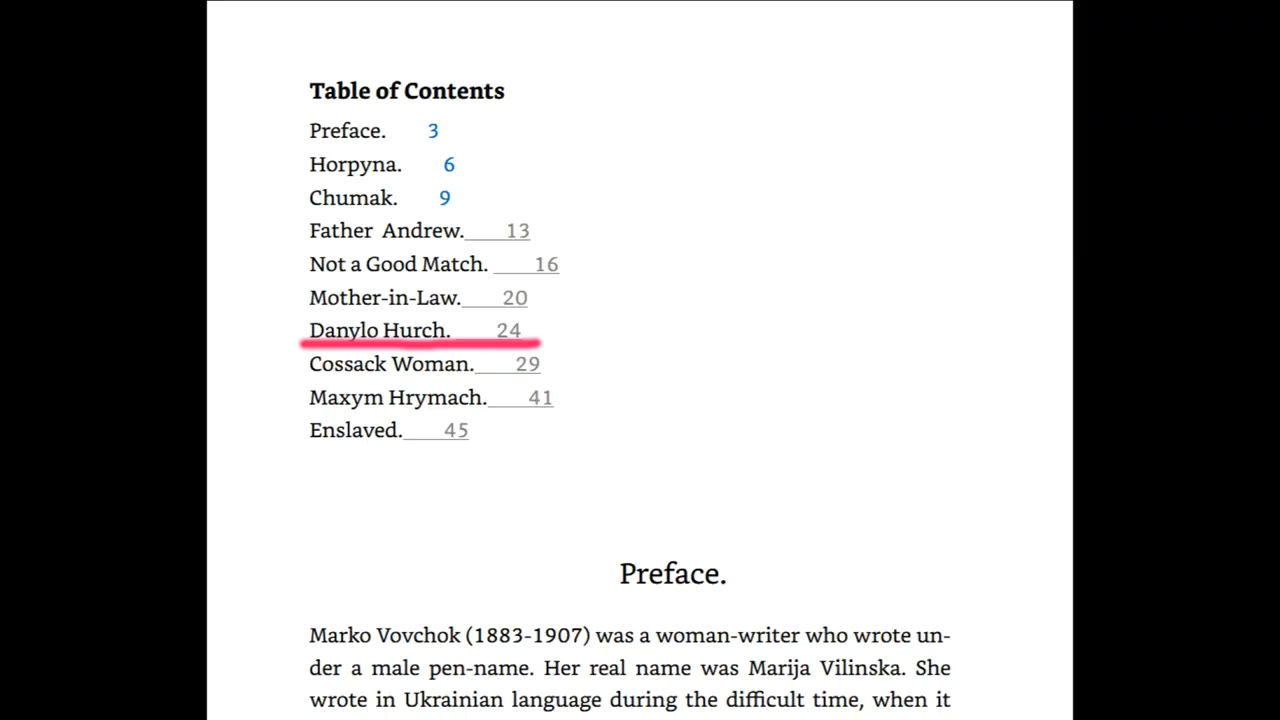 Table of Contents
Preface. 3
Horpyna. 6
Chumak. 9
Father Andrew. 13
Not a Good Match. 16
Mother-in-Law. 20
Danylo Hurch. 24
Cossack Woman. 29
Maxym Hrymach. 41
Enslaved. 45
Preface.
Marko Vovchok (1883-1907) was a woman-writer who wrote un-
der a male pen-name. Her real name was Marija Vilinska. She
wrote in Ukrainian language during the difficult time, when it